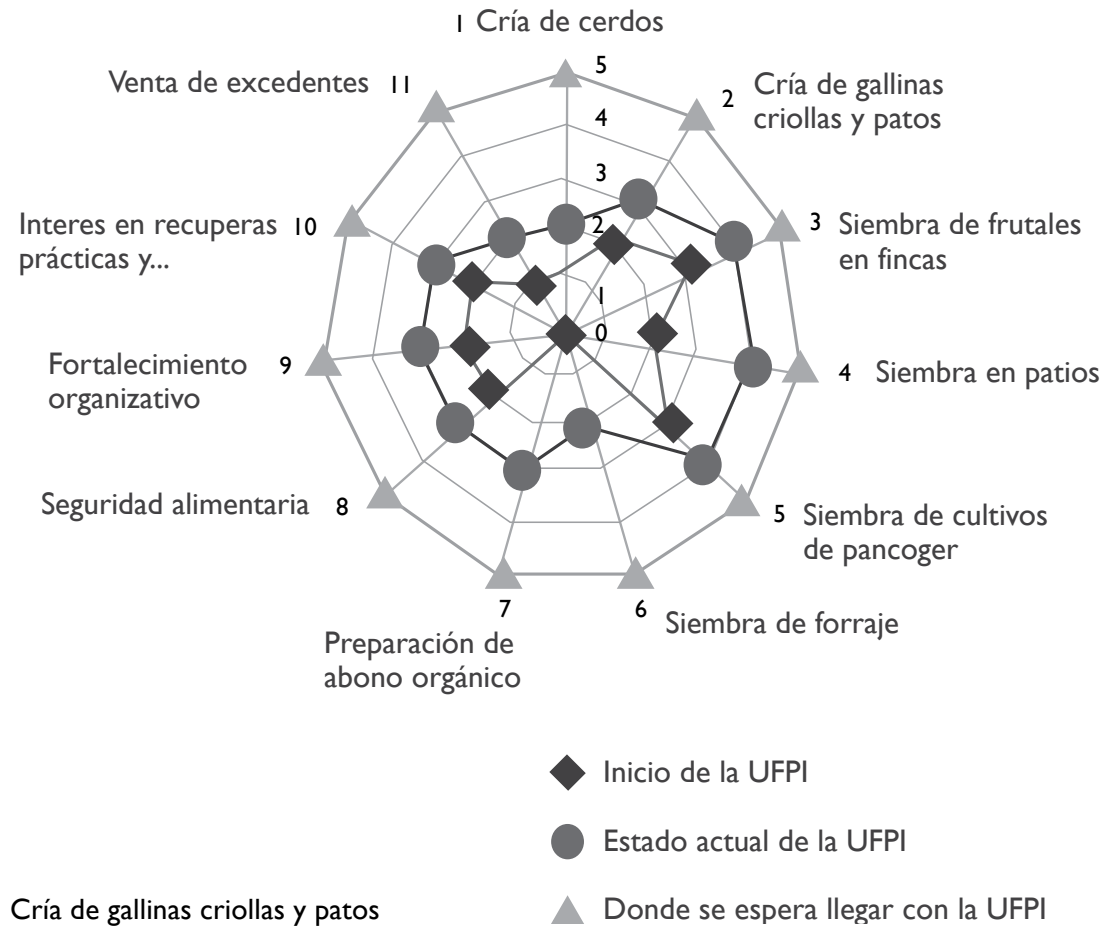 1 Cría de cerdos
5
Venta de excedentes 11
2 Cría de gallinas
criollas y patos
4
3
Interes en recuperas 10
prácticas y...
2
3 Siembra de frutales
en fincas
1
0
Fortalecimiento 9
organizativo
4 Siembra en patios
Seguridad alimentaria 8
5 Siembra de cultivos
de pancoger
7
6 Siembra de forraje
Preparación de
abono orgánico
Inicio de la UFPI
Estado actual de la UFPI
Cría de gallinas criollas y patos
Donde se espera llegar con la UFPI